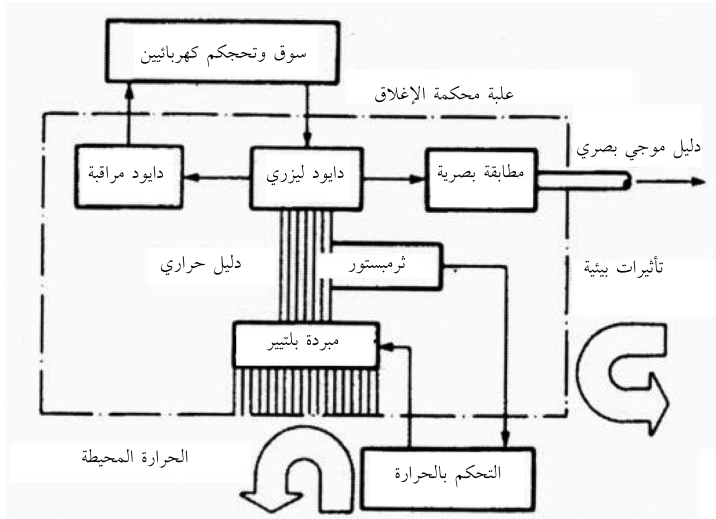 سوق وتحجكم كهربائيين
علبة محكمة الإغلاق
دليل موجي بصري
مطابقة بصرية
دايود ليزري
دايود مراقبة
تأثيرات بيئية
ثرمبستور
دليل حراري
مبردة بلتيير
الحرارة المحيطة
التحكم بالحرارة